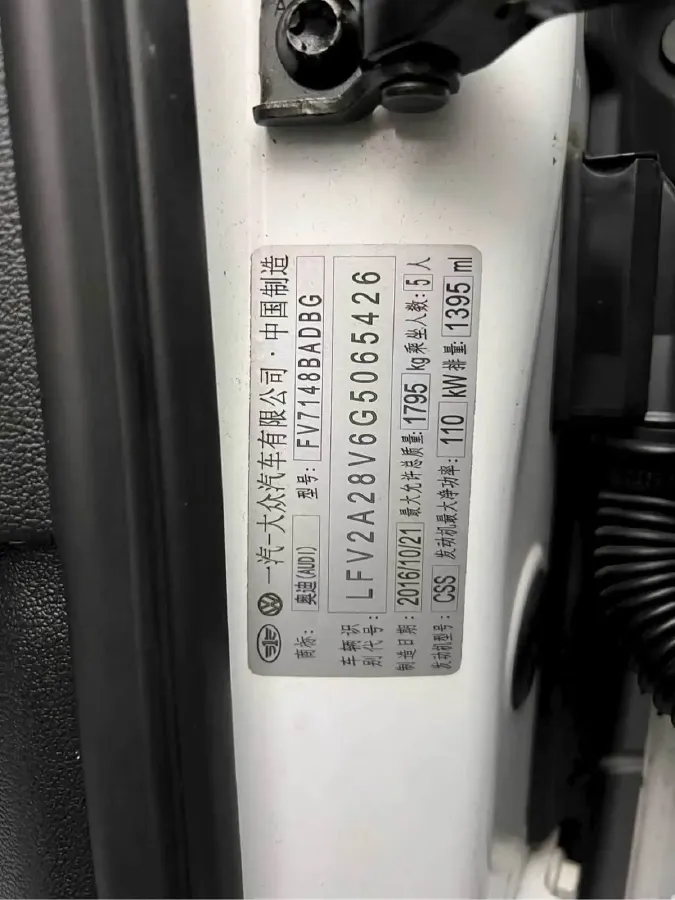 一汽-大众汽车有限公司·中国制造
商标: 奥迪(AUDI) 型号: FV7148BADBG
车辆识别代号: LFV2A28V6G5065426
制造日期: 2016/10/21 最大允许总质量: 1795 kg 乘坐人数: 5 人
发动机型号: CSS 发动机最大净功率: 110 kW 排量: 1395 ml